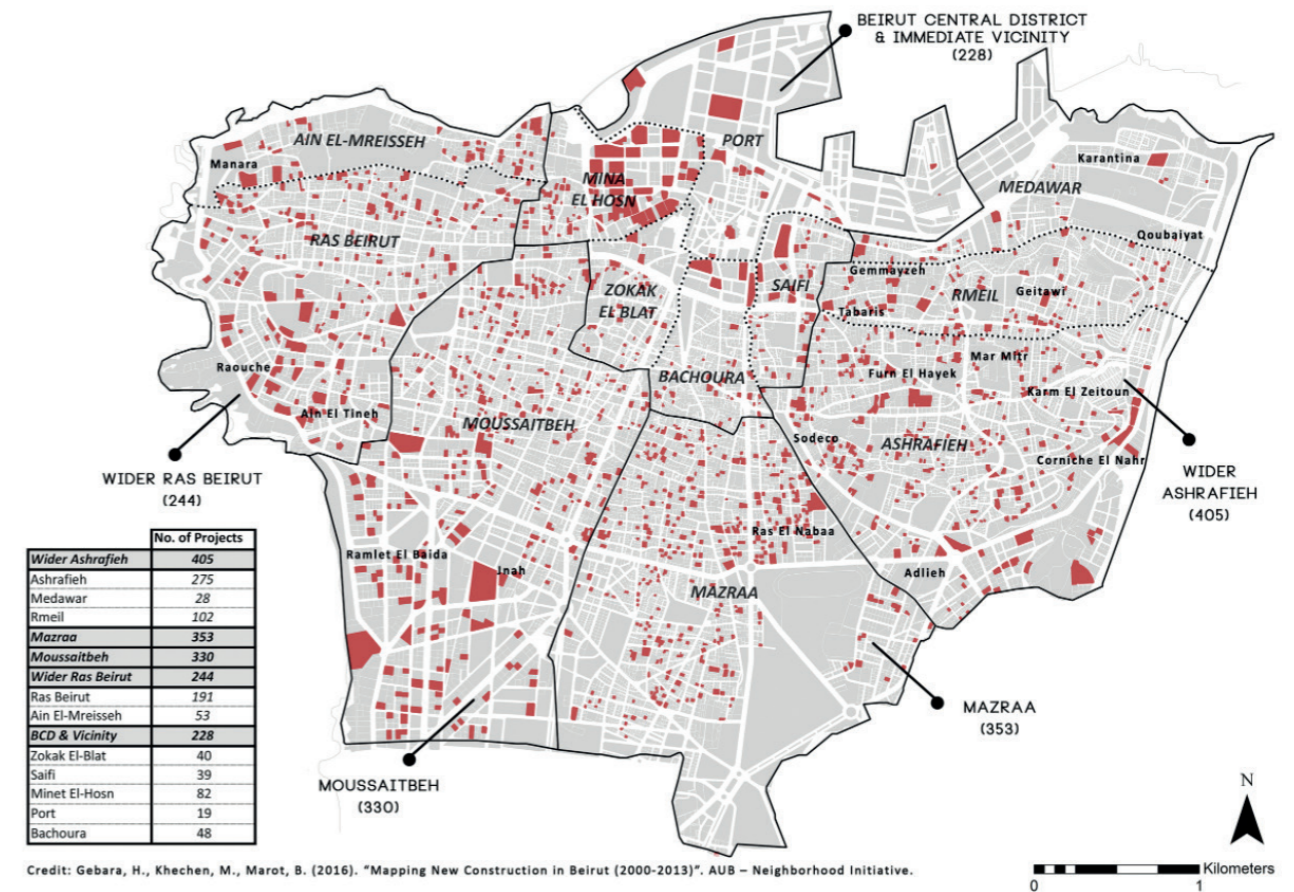 BEIRUT CENTRAL DISTRICT
& IMMEDIATE VICINITY
(228)
AIN EL-MREISSEH
PORT
Manara
Karantina
MINA
EL HOSN
MEDAWAR
RAS BEIRUT
Qoubaiyat
Gemmayzeh
ZOKAK
EL BLAT
SAIFI
RMEIL
Geitawi
Tabaris
Mar Mitr
Raouche
BACHOURA
Furn El Hayek
Karm El Zeitoun
Ain El Tineh
MOUSSAITBEH
Sodeco
ASHRAFIEH
Corniche El Nahr
WIDER RAS BEIRUT
(244)
WIDER
ASHRAFIEH
(405)
Ras El Nabaa
Ramlet El Baida
Jnah
Adlieh
MAZRAA
MAZRAA
(353)
MOUSSAITBEH
(330)
No. of Projects
Wider Ashrafieh 405
Ashrafieh 275
Medawar 28
Rmeil 102
Mazraa 353
Moussaitbeh 330
Wider Ras Beirut 244
Ras Beirut 191
Ain El-Mreisseh 53
BCD & Vicinity 228
Zokak El-Blat 40
Saifi 39
Minet El-Hosn 82
Port 19
Bachoura 48
N
Kilometers
0 1
Credit: Gebara, H., Khechen, M., Marot, B. (2016). “Mapping New Construction in Beirut (2000-2013)”. AUB – Neighborhood Initiative.